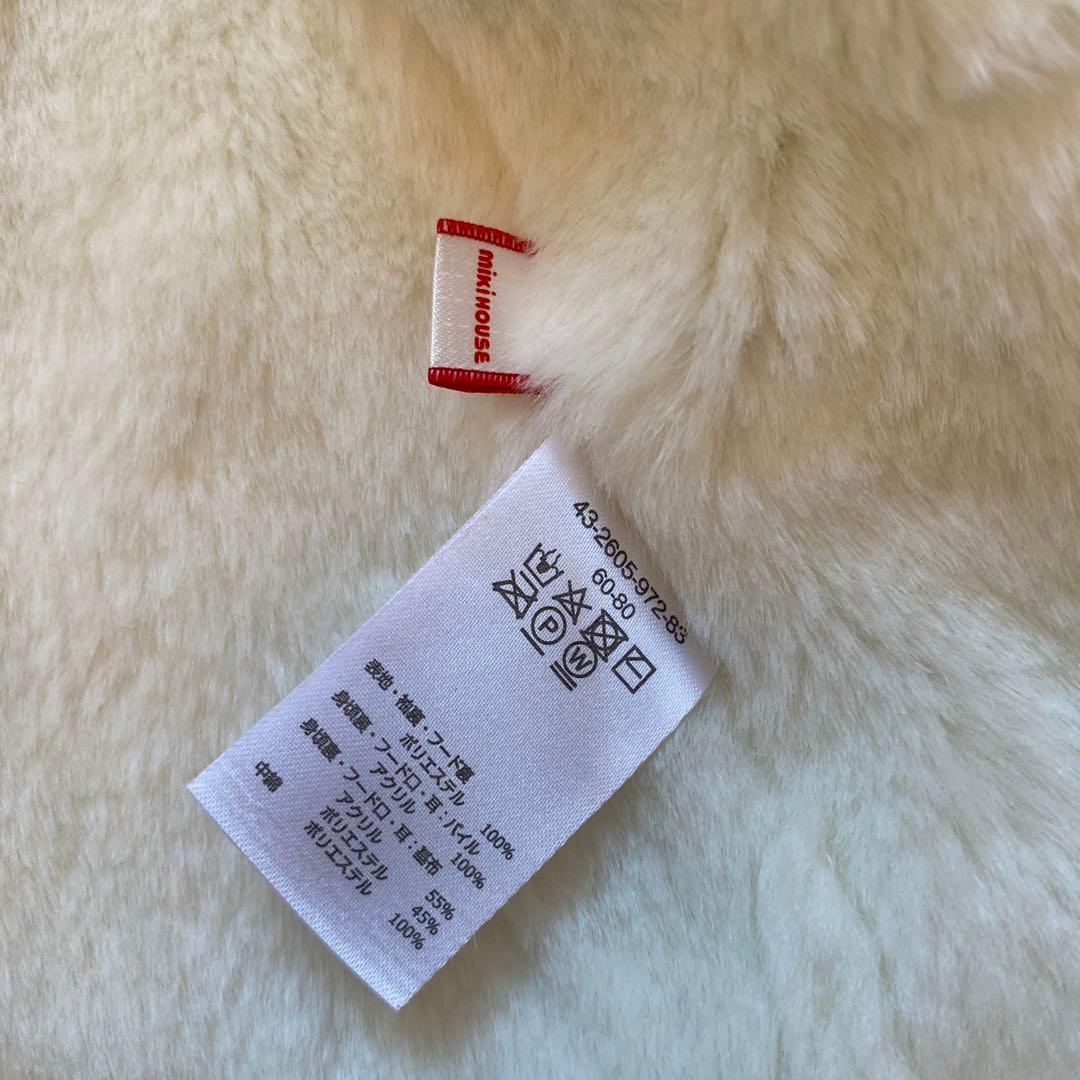 mikiHOUSE
43-2605-972-83
60-80
P
W
表地・袖裏・フード裏
ポリエステル 100%
身頃裏・フード口・耳：パイル
アクリル 100%
身頃裏・フード口・耳：基布
アクリル 55%
ポリエステル 45%
中綿 ポリエステル 100%